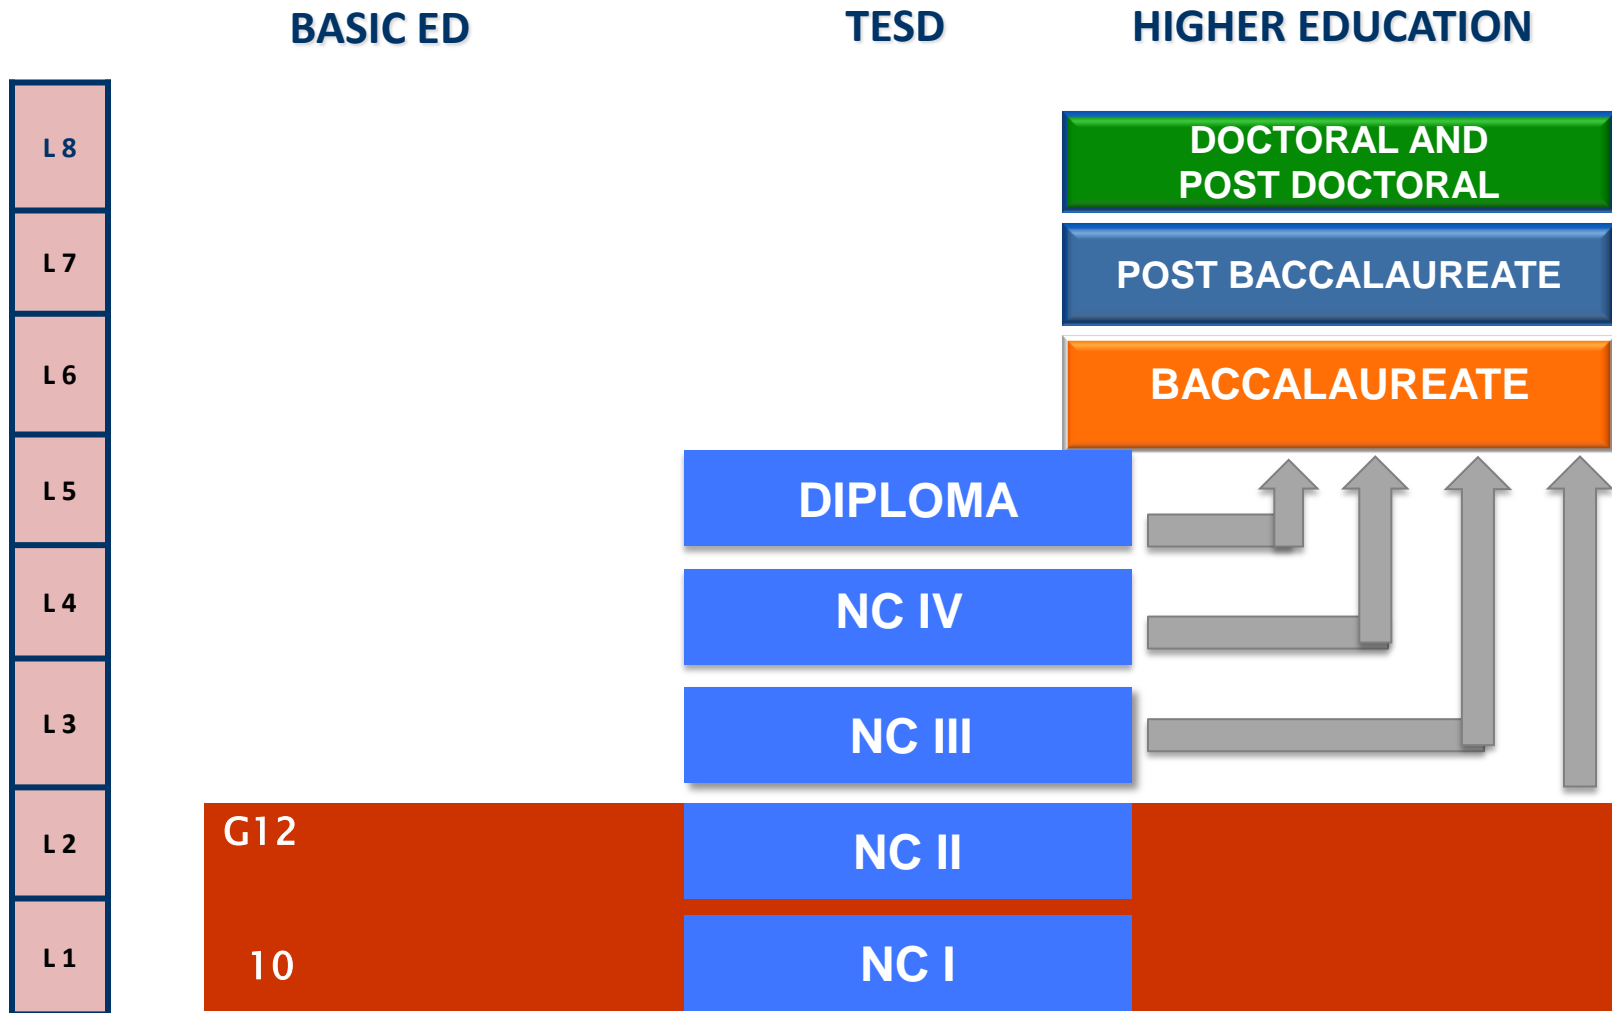 BASIC ED
TESD
HIGHER EDUCATION
L 8
DOCTORAL AND
POST DOCTORAL
L 7
POST BACCALAUREATE
L 6
BACCALAUREATE
L 5
DIPLOMA
L 4
NC IV
L 3
NC III
G12
L 2
NC II
L 1
10
NC I